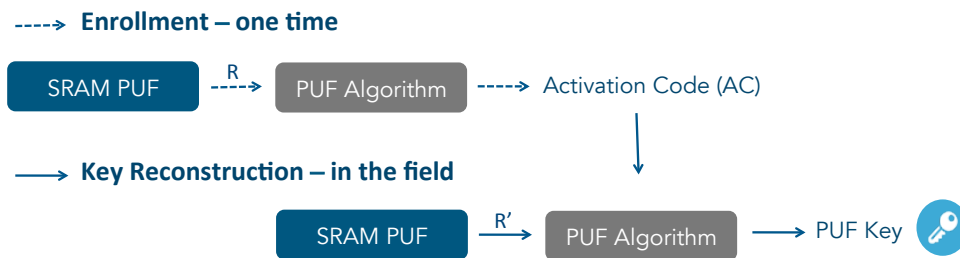 Enrollment – one time
SRAM PUF
R
PUF Algorithm
Activation Code (AC)
Key Reconstruction – in the field
SRAM PUF
R’
PUF Algorithm
PUF Key